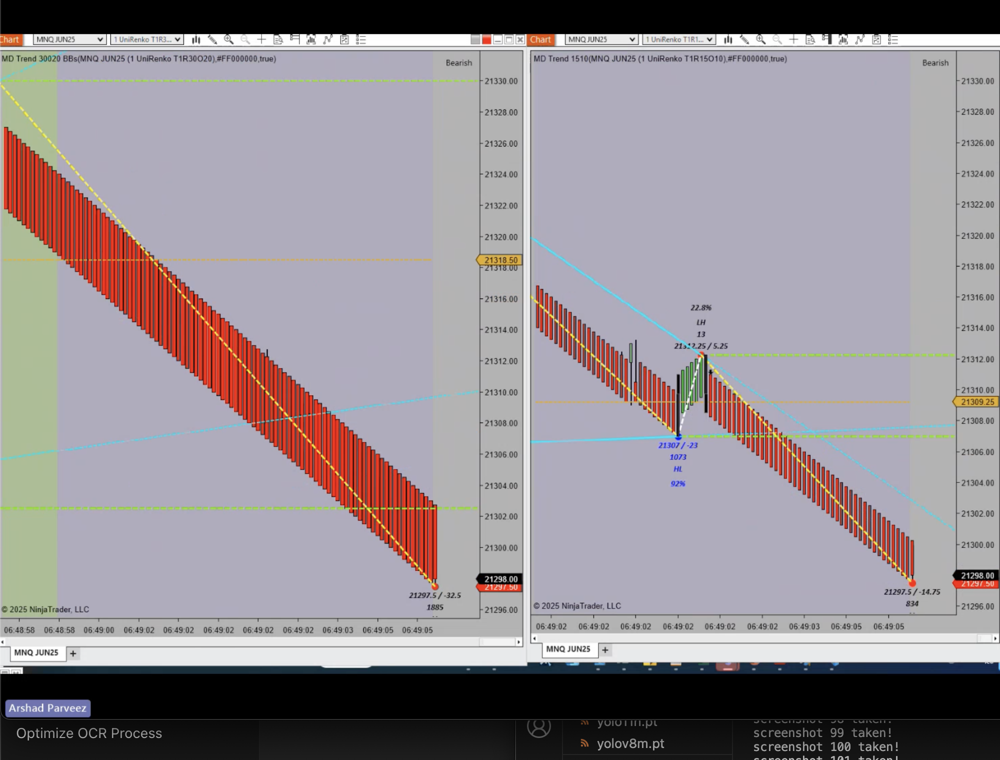 Chart
MNQ JUN25
1 UniRenko T1R3...
Chart
MNQ JUN25
1 UniRenko T1R1...
MD Trend 30020 BBs(MNQ JUN25 (1 UniRenko T1R30O20),#FF000000,true)
Bearish
21330.00
21328.00
21326.00
21324.00
21322.00
21320.00
21318.50
21318.00
21316.00
21314.00
21312.00
21310.00
21308.00
21306.00
21304.00
21302.00
21300.00
21298.00
21297.50
21296.00
21297.5 / -32.5
1885
© 2025 NinjaTrader, LLC
06:48:58 06:48:58 06:49:00 06:49:02 06:49:02 06:49:02 06:49:02 06:49:02 06:49:03 06:49:05 06:49:05
MNQ JUN25 +
MD Trend 1510(MNQ JUN25 (1 UniRenko T1R15O10),#FF000000,true)
Bearish
21330.00
21328.00
21326.00
21324.00
21322.00
21320.00
21318.00
21316.00
21314.00
21312.00
21310.00
21309.25
21308.00
21306.00
21304.00
21302.00
21300.00
21298.00
21297.50
21296.00
22.8%
LH
13
21312.25 / 5.25
21307 / -23
1073
HL
92%
21297.5 / -14.75
834
© 2025 NinjaTrader, LLC
06:49:02 06:49:02 06:49:02 06:49:02 06:49:02 06:49:02 06:49:05 06:49:05 06:49:05
MNQ JUN25 +
Arshad Parveez
Optimize OCR Process
yolo11n.pt
yolov8m.pt
screenshot 98 taken!
screenshot 99 taken!
screenshot 100 taken!
screenshot 101 taken!